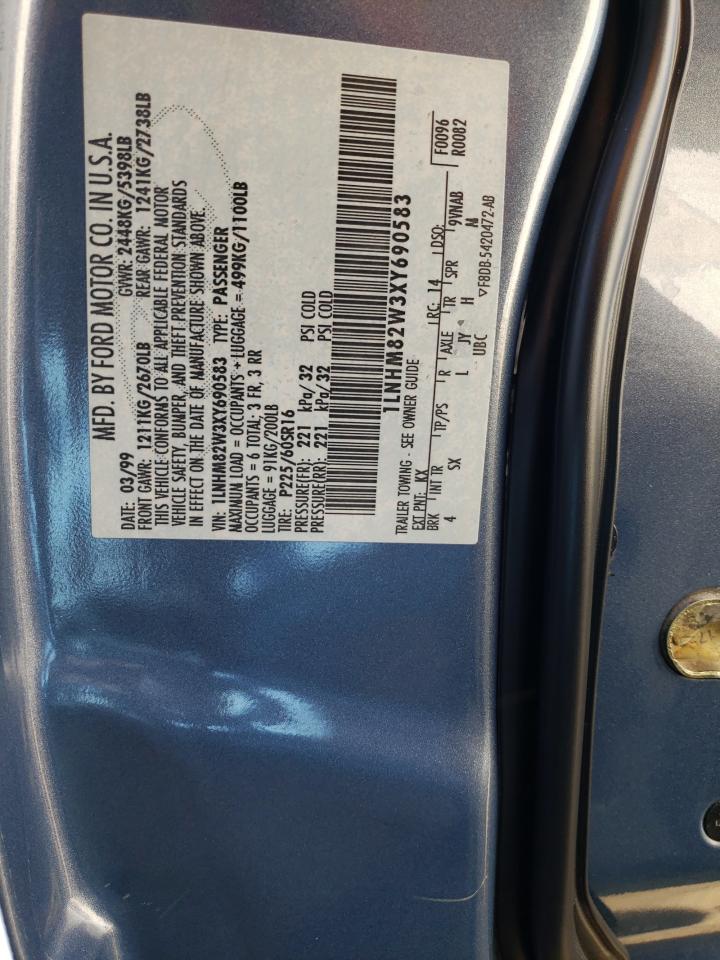 MFD. BY FORD MOTOR CO. IN U.S.A.
DATE: 03/99 GVWR: 2448KG/5398LB
FRONT GAWR: 1211KG/2670LB REAR GAWR: 1241KG/2738LB
THIS VEHICLE CONFORMS TO ALL APPLICABLE FEDERAL MOTOR
VEHICLE SAFETY, BUMPER, AND THEFT PREVENTION STANDARDS
IN EFFECT ON THE DATE OF MANUFACTURE SHOWN ABOVE.
VIN: 1LNHM82W3XY690583 TYPE: PASSENGER
MAXIMUM LOAD = OCCUPANTS + LUGGAGE = 499KG/1100LB
OCCUPANTS = 6 TOTAL; 3 FR, 3 RR
LUGGAGE = 91KG/200LB
TIRE: P225/60SR16
PRESSURE(FR): 221 kPa/32 PSI COLD
PRESSURE(RR): 221 kPa/32 PSI COLD
1LNHM82W3XY690583
TRAILER TOWING - SEE OWNER GUIDE
EXT PNT: KX RC: 14 DSO: F0096
BRK INT TR TP/PS R AXLE TR SPR 9VNAB R0082
4 SX L JY H M
UBC ▽F8DB-5420472-AB